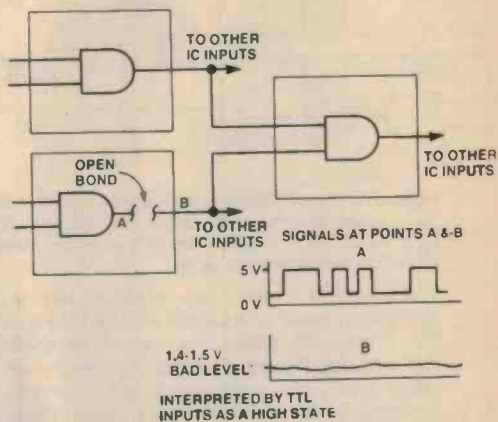 TO OTHER
IC INPUTS
TO OTHER
IC INPUTS
OPEN
BOND
A
B
TO OTHER
IC INPUTS
SIGNALS AT POINTS A & B
A
5 V
0 V
1.4-1.5 V
BAD LEVEL
B
INTERPRETED BY TTL
INPUTS AS A HIGH STATE